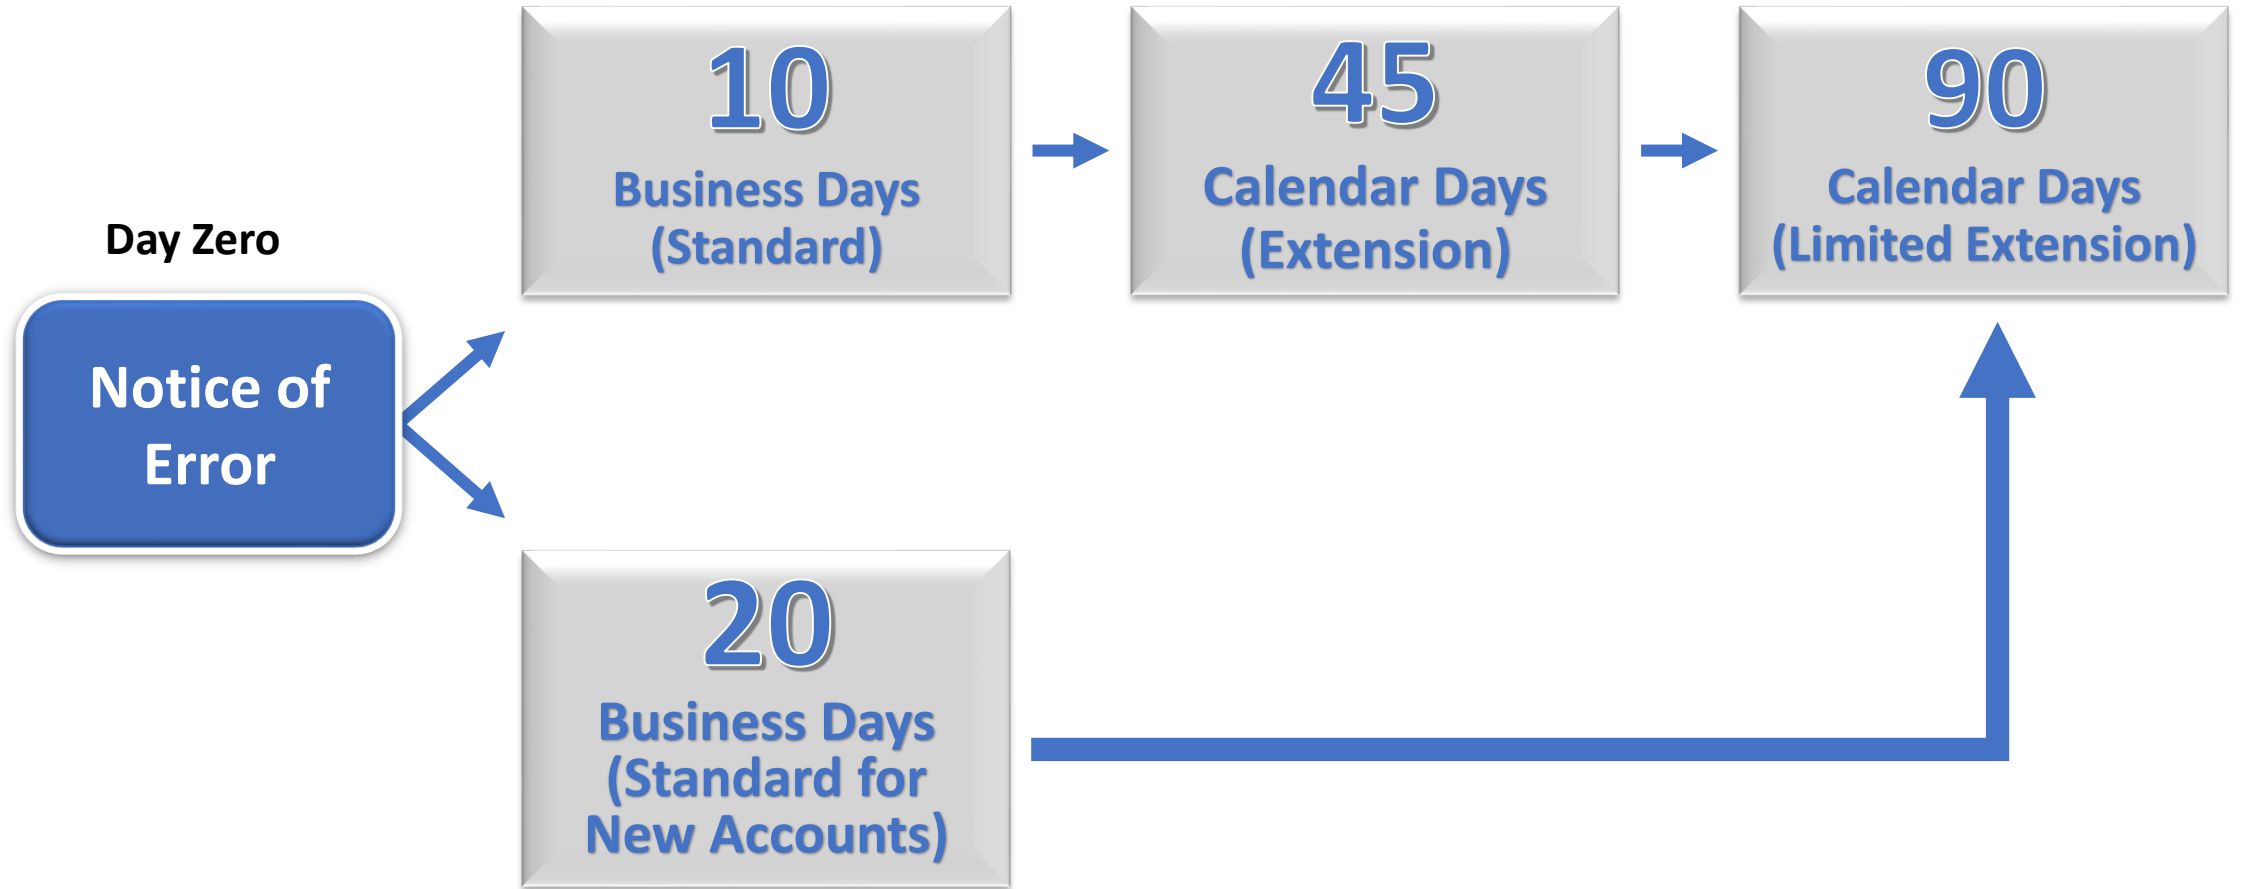 Day Zero
Notice of
Error
10
Business Days
(Standard)
45
Calendar Days
(Extension)
90
Calendar Days
(Limited Extension)
20
Business Days
(Standard for
New Accounts)